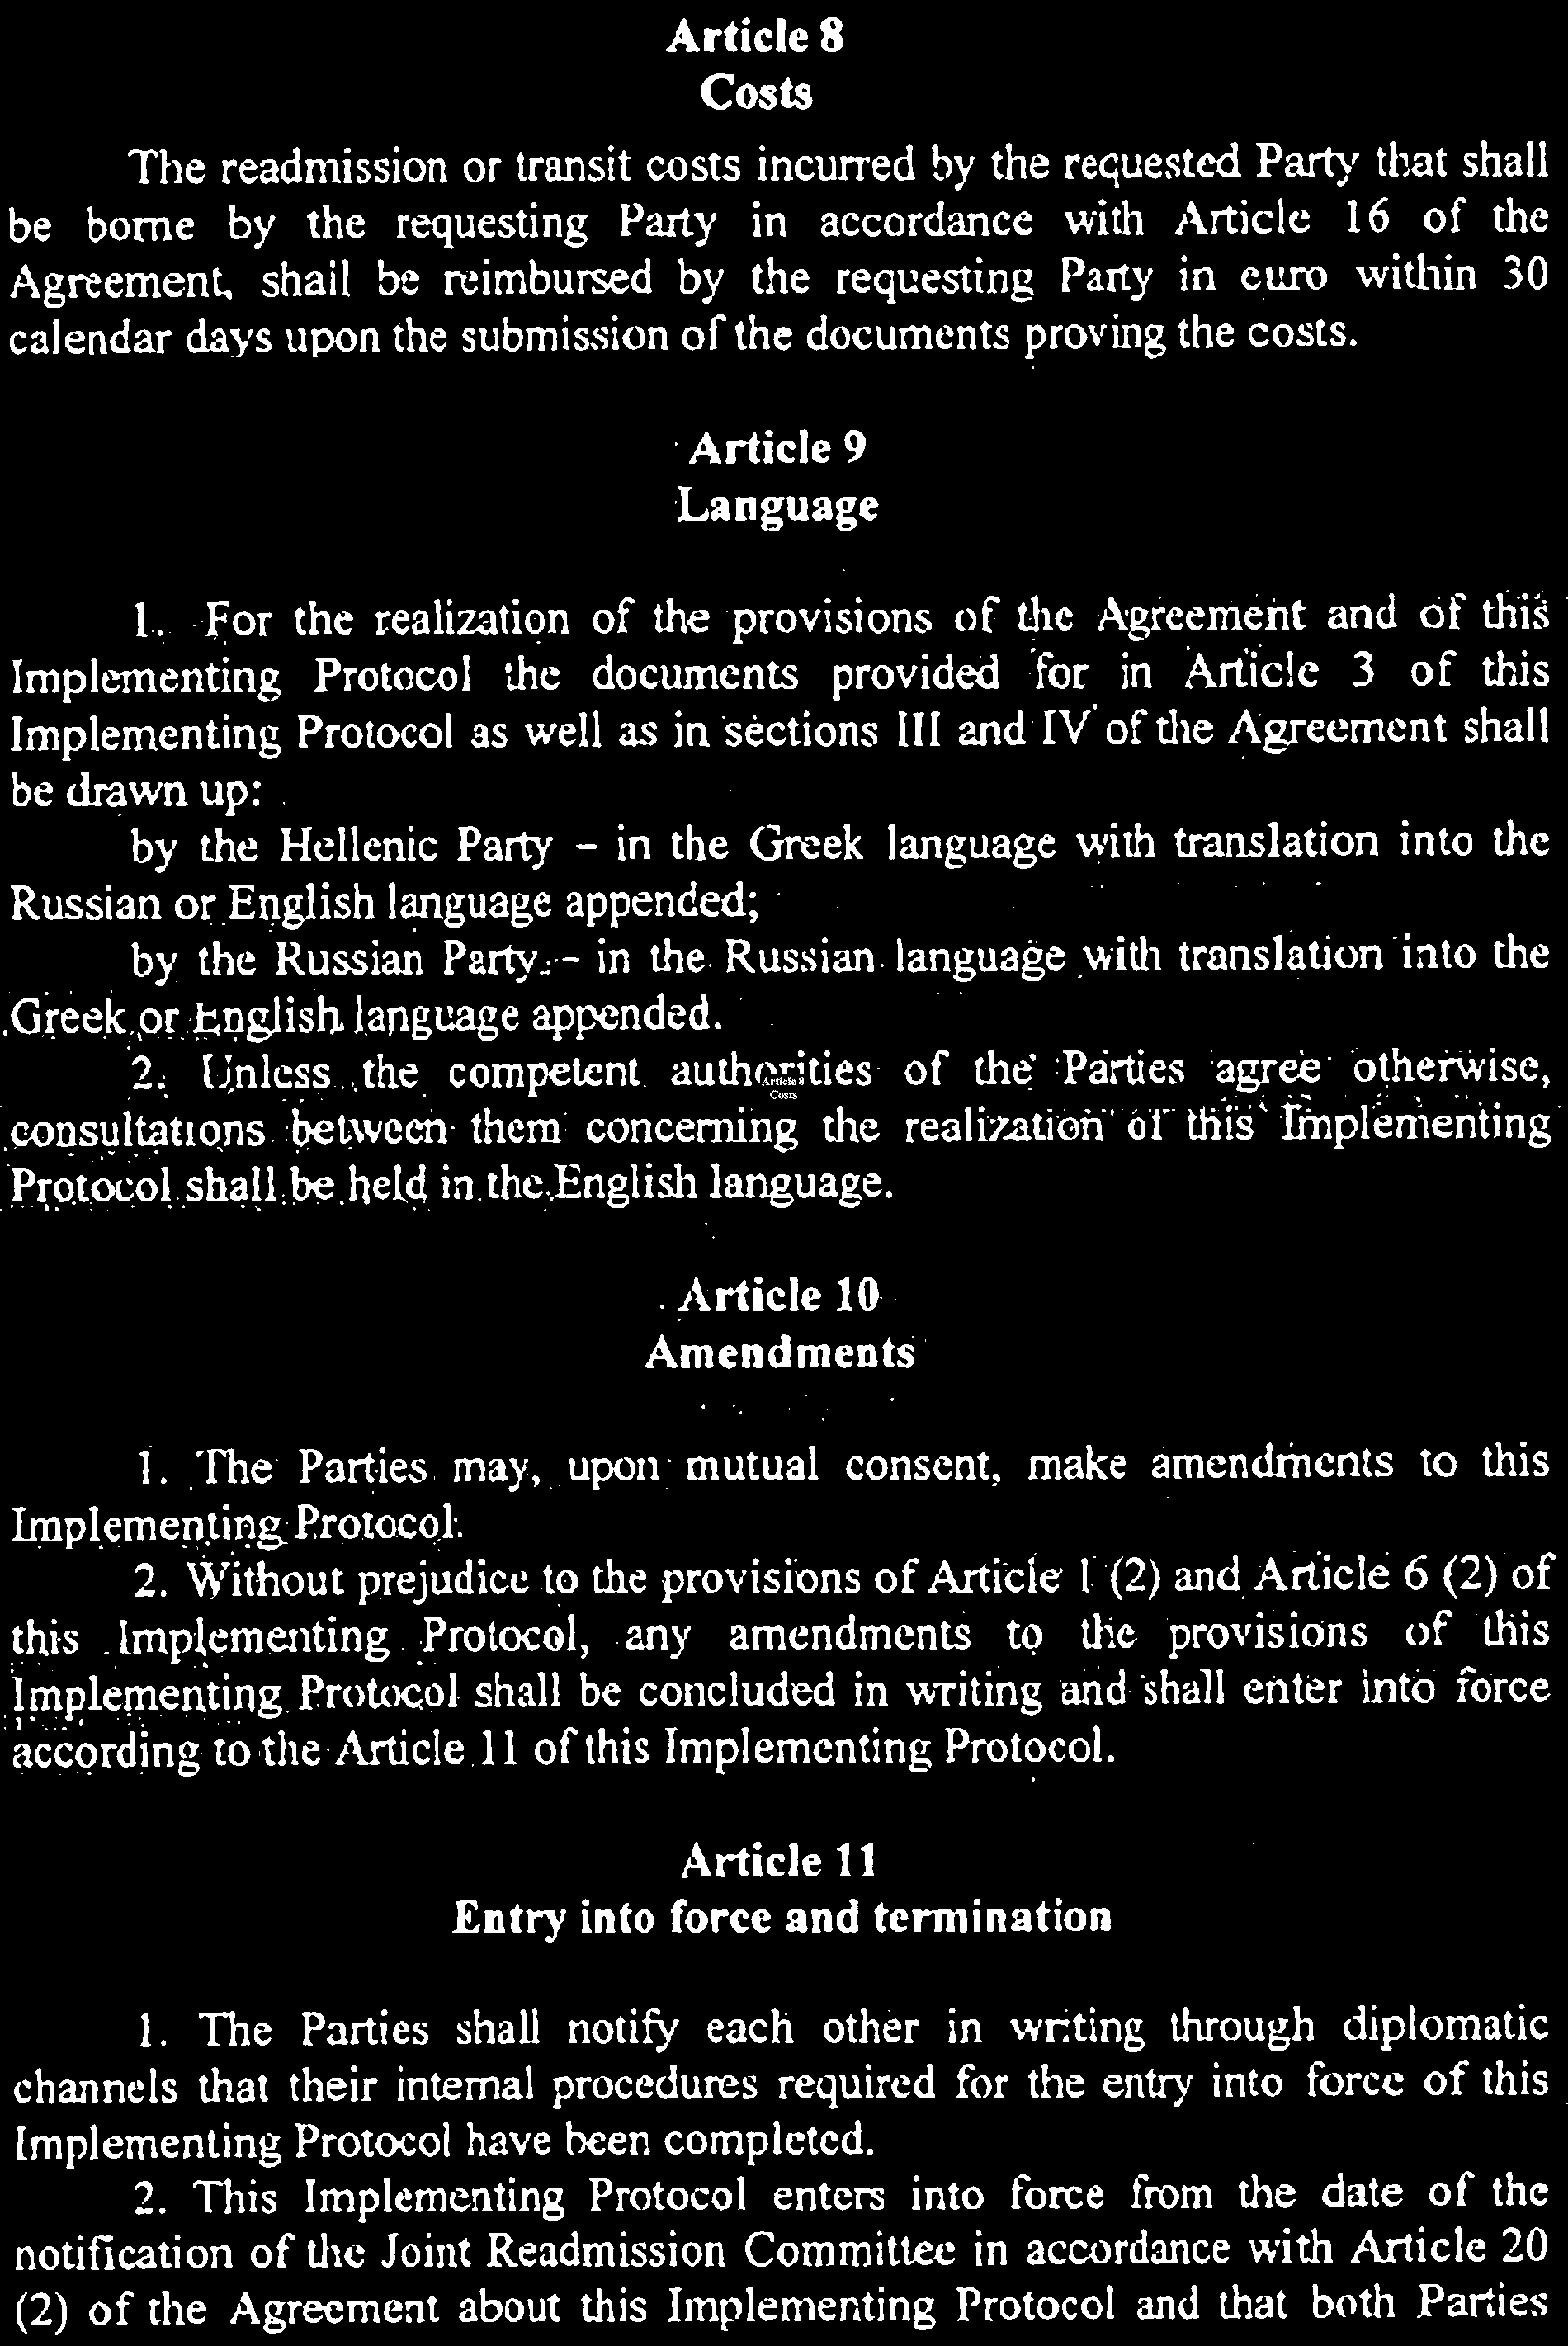 Article 8
Costs
The readmission or transit costs incurred by the requested Party that shall
be borne by the requesting Party in accordance with Article 16 of the
Agreement, shall be reimbursed by the requesting Party in euro within 30
calendar days upon the submission of the documents proving the costs.
Article 9
Language
1. For the realization of the provisions of the Agreement and of this
Implementing Protocol the documents provided for in Article 3 of this
Implementing Protocol as well as in sections III and IV of the Agreement shall
be drawn up:
by the Hellenic Party – in the Greek language with translation into the
Russian or English language appended;
by the Russian Party – in the Russian language with translation into the
Greek or English language appended.
2. Unless the competent authorities of the Parties agree otherwise,
Article 8
Costs
consultations between them concerning the realization of this Implementing
Protocol shall be held in the English language.
Article 10
Amendments
1. The Parties may, upon mutual consent, make amendments to this
Implementing Protocol.
2. Without prejudice to the provisions of Article 1 (2) and Article 6 (2) of
this Implementing Protocol, any amendments to the provisions of this
Implementing Protocol shall be concluded in writing and shall enter into force
according to the Article 11 of this Implementing Protocol.
Article 11
Entry into force and termination
1. The Parties shall notify each other in writing through diplomatic
channels that their internal procedures required for the entry into force of this
Implementing Protocol have been completed.
2. This Implementing Protocol enters into force from the date of the
notification of the Joint Readmission Committee in accordance with Article 20
(2) of the Agreement about this Implementing Protocol and that both Parties